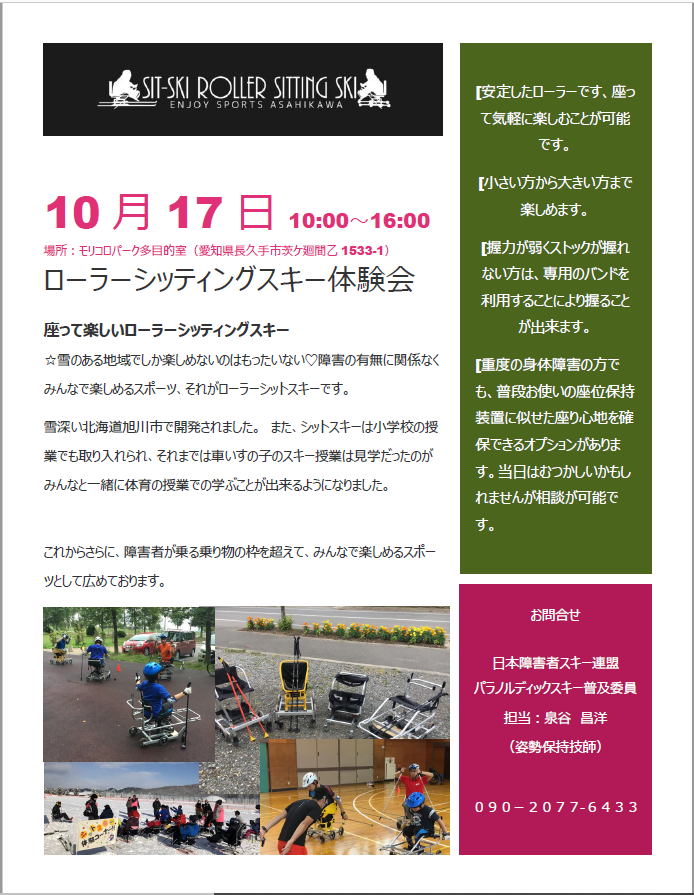 SIT-SKI ROLLER SITTING SKI
ENJOY SPORTS ASAHIKAWA
10 月 17 日 10:00～16:00
場所：モリコロパーク多目的室（愛知県長久手市茨ケ廻間乙 1533-1）
ローラーシッティングスキー体験会
座って楽しいローラーシッティングスキー
☆雪のある地域でしか楽しめないのはもったいない♡障害の有無に関係なく
みんなで楽しめるスポーツ、それがローラーシットスキーです。
雪深い北海道旭川市で開発されました。 また、シットスキーは小学校の授
業でも取り入れられ、それまでは車いすの子のスキー授業は見学だったのが
みんなと一緒に体育の授業での学ぶことが出来るようになりました。
これからさらに、障害者が乗る乗り物の枠を超えて、みんなで楽しめるスポー
ツとして広めております。
[安定したローラーです、座っ
て気軽に楽しむことが可能
です。
[小さい方から大きい方まで
楽しめます。
[握力が弱くストックが握れ
ない方は、専用のバンドを
利用することにより握ること
が出来ます。
[重度の身体障害の方で
も、普段お使いの座位保持
装置に似せた座り心地を確
保できるオプションがありま
す。当日はむつかしいかもし
れませんが相談が可能で
す。
お問合せ
日本障害者スキー連盟
パラノルディックスキー普及委員
担当：泉谷 昌洋
（姿勢保持技師）
０９０－２０７７-６４３３